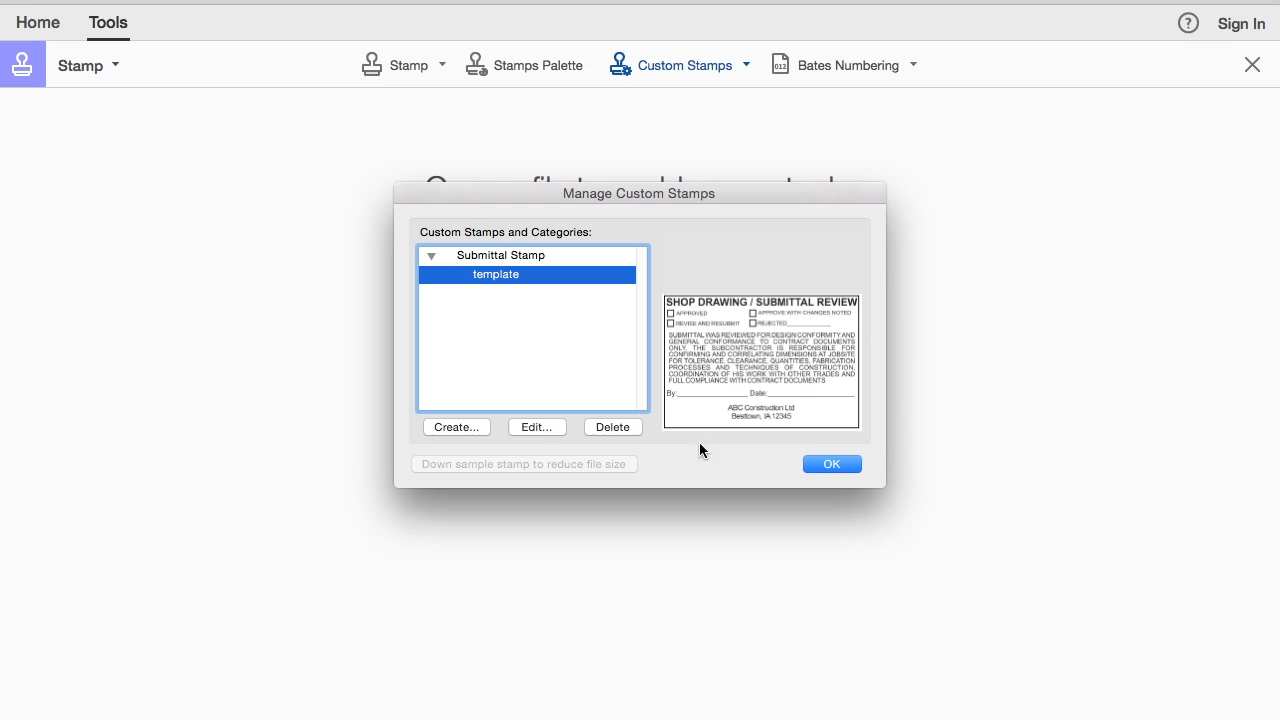 Home Tools Sign In
Stamp Stamp Stamps Palette Custom Stamps 012 Bates Numbering
Manage Custom Stamps
Custom Stamps and Categories:
Submittal Stamp
template
SHOP DRAWING / SUBMITTAL REVIEW
APPROVED APPROVE WITH CHANGES NOTED
REVISE AND RESUBMIT REJECTED
SUBMITTAL WAS REVIEWED FOR DESIGN CONFORMITY AND
GENERAL CONFORMANCE TO CONTRACT DOCUMENTS
ONLY. THE SUBCONTRACTOR IS RESPONSIBLE FOR
CONFIRMING AND CORRELATING DIMENSIONS AT JOBSITE
FOR TOLERANCE, CLEARANCE, QUANTITIES, FABRICATION
PROCESSES AND TECHNIQUES OF CONSTRUCTION,
COORDINATION OF HIS WORK WITH OTHER TRADES AND
FULL COMPLIANCE WITH CONTRACT DOCUMENTS
By: Date:
ABC Construction Ltd
Besttown, IA 12345
Create... Edit... Delete
Down sample stamp to reduce file size OK